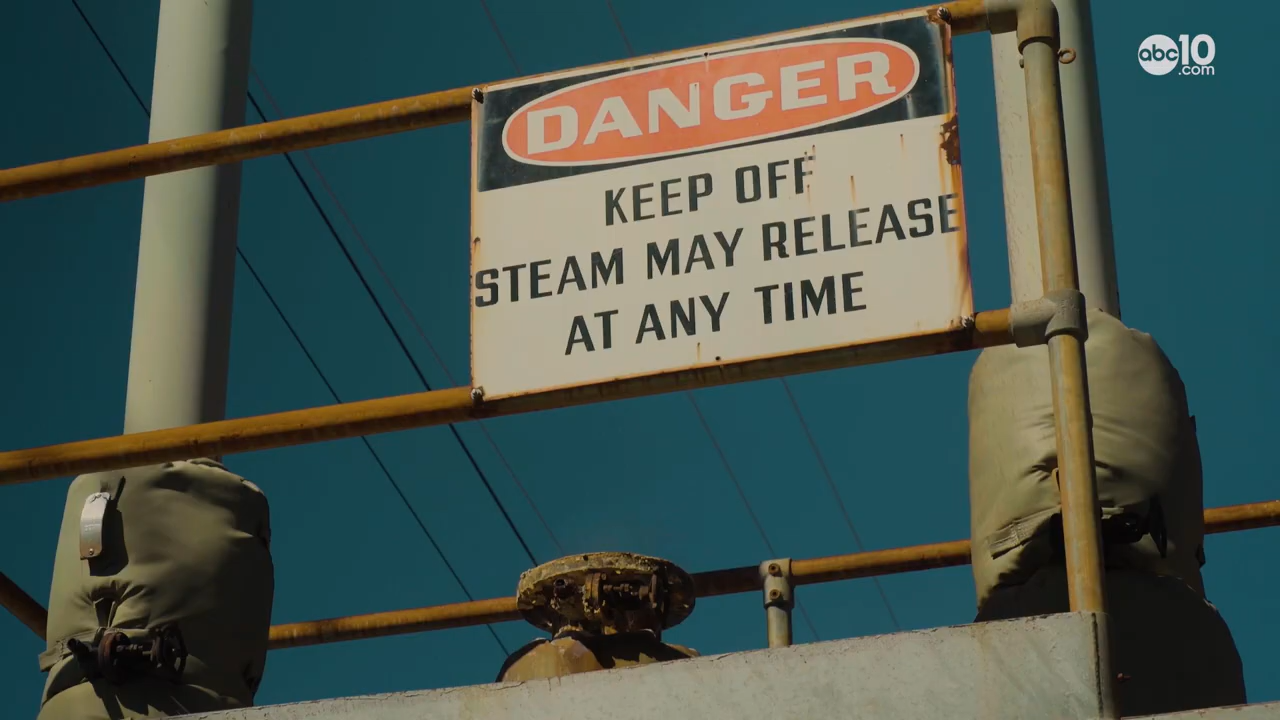 abc10
.com
DANGER
KEEP OFF
STEAM MAY RELEASE
AT ANY TIME